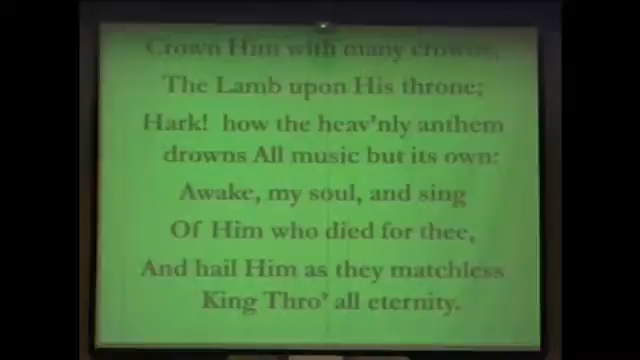 Crown Him with many crowns,
The Lamb upon His throne;
Hark! how the heav'nly anthem
drowns All music but its own:
Awake, my soul, and sing
Of Him who died for thee,
And hail Him as they matchless
King Thro' all eternity.